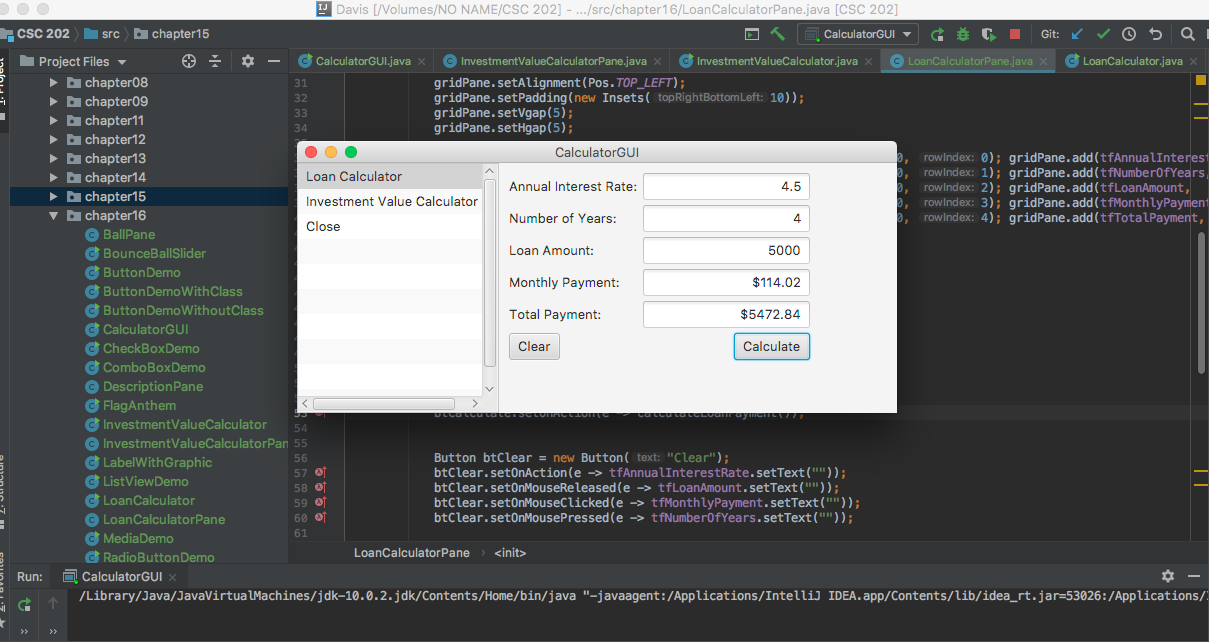 Davis [/Volumes/NO NAME/CSC 202] - .../src/chapter16/LoanCalculatorPane.java [CSC 202]
CSC 202 src chapter15 CalculatorGUI Git:
Project Files
CalculatorGUI.java InvestmentValueCalculatorPane.java InvestmentValueCalculator.java LoanCalculatorPane.java LoanCalculator.java
1: Project
chapter08
chapter09
chapter11
chapter12
chapter13
chapter14
chapter15
chapter16
BallPane
BounceBallSlider
ButtonDemo
ButtonDemoWithClass
ButtonDemoWithoutClass
CalculatorGUI
CheckBoxDemo
ComboBoxDemo
DescriptionPane
FlagAnthem
InvestmentValueCalculator
InvestmentValueCalculatorPan
LabelWithGraphic
ListViewDemo
LoanCalculator
LoanCalculatorPane
MediaDemo
RadioButtonDemo
31 gridPane.setAlignment(Pos.TOP_LEFT);
32 gridPane.setPadding(new Insets( topRightBottomLeft: 10));
33 gridPane.setVgap(5);
34 gridPane.setHgap(5);
0, rowIndex: 0); gridPane.add(tfAnnualInteres
0, rowIndex: 1); gridPane.add(tfNumberOfYears,
0, rowIndex: 2); gridPane.add(tfLoanAmount,
0, rowIndex: 3); gridPane.add(tfMonthlyPayment
0, rowIndex: 4); gridPane.add(tfTotalPayment,
CalculatorGUI
Loan Calculator
Investment Value Calculator
Close
Annual Interest Rate: 4.5
Number of Years: 4
Loan Amount: 5000
Monthly Payment: $114.02
Total Payment: $5472.84
Clear Calculate
53 btCalculate.setOnAction(e -> calculateLoanPayment());
54
55
56 Button btClear = new Button( text: "Clear");
57 btClear.setOnAction(e -> tfAnnualInterestRate.setText(""));
58 btClear.setOnMouseReleased(e -> tfLoanAmount.setText(""));
59 btClear.setOnMouseClicked(e -> tfMonthlyPayment.setText(""));
60 btClear.setOnMousePressed(e -> tfNumberOfYears.setText(""));
61
LoanCalculatorPane › <init>
Run: CalculatorGUI
/Library/Java/JavaVirtualMachines/jdk-10.0.2.jdk/Contents/Home/bin/java "-javaagent:/Applications/IntelliJ IDEA.app/Contents/lib/idea_rt.jar=53026:/Applications/I